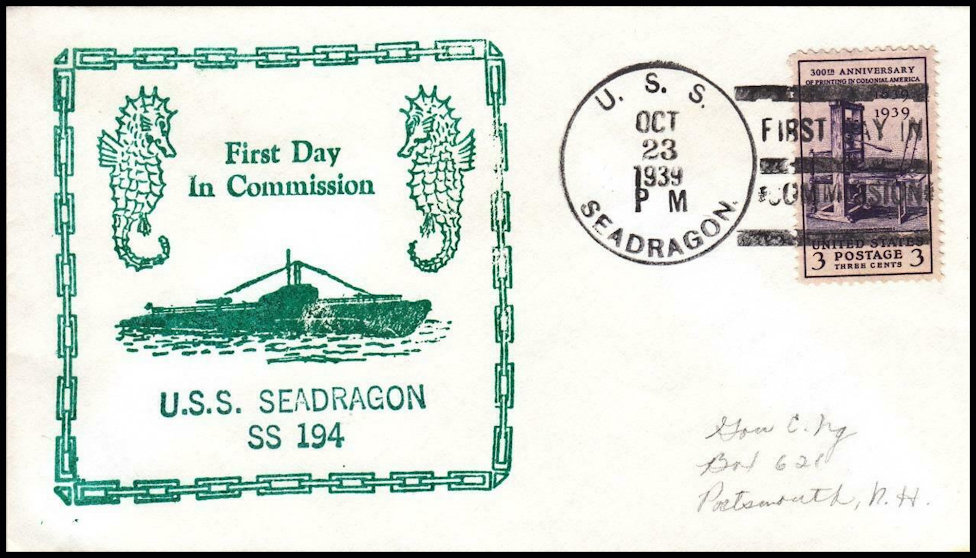 First Day
In Commission
U.S.S. SEADRAGON
SS 194
U. S. S.
OCT
23
1939
P M
SEADRAGON.
FIRST DAY IN
COMMISSION
300TH ANNIVERSARY
OF PRINTING IN COLONIAL AMERICA
1639
1939
UNITED STATES
3 POSTAGE 3
THREE CENTS
Box 628
Portsmouth, N.H.